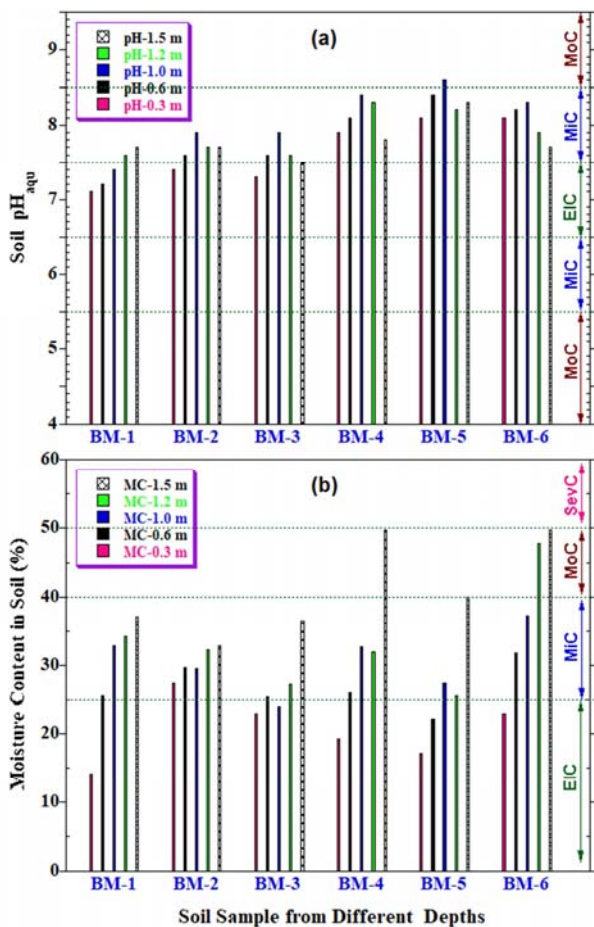 (a)
pH-1.5 m
pH-1.2 m
pH-1.0 m
pH-0.6 m
pH-0.3 m
Soil pHaqu
9
8
7
6
5
4
MoC
MiC
EIC
MiC
MoC
BM-1 BM-2 BM-3 BM-4 BM-5 BM-6
(b)
MC-1.5 m
MC-1.2 m
MC-1.0 m
MC-0.6 m
MC-0.3 m
Moisture Content in Soil (%)
60
50
40
30
20
10
0
SevC
MoC
MiC
EIC
BM-1 BM-2 BM-3 BM-4 BM-5 BM-6
Soil Sample from Different Depths